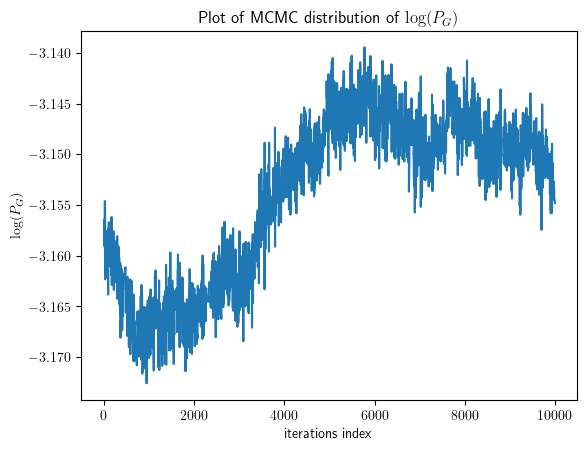 Plot of MCMC distribution of log(P_G)
log(P_G)
−3.140
−3.145
−3.150
−3.155
−3.160
−3.165
−3.170
0 2000 4000 6000 8000 10000
iterations index